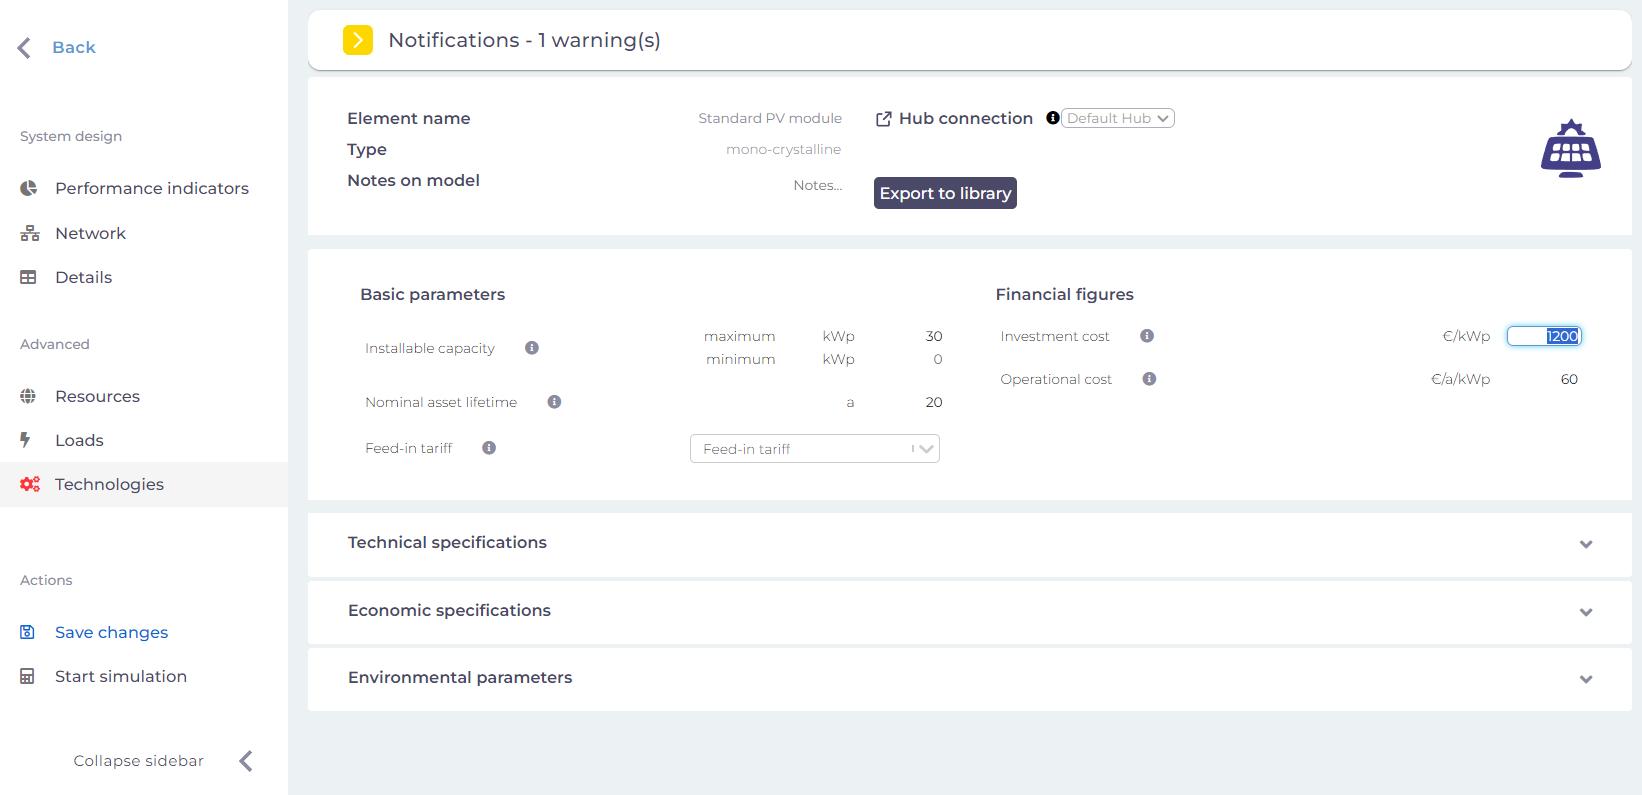 Back
System design
Performance indicators
Network
Details
Advanced
Resources
Loads
Technologies
Actions
Save changes
Start simulation
Collapse sidebar
Notifications - 1 warning(s)
Element name Standard PV module
Type mono-crystalline
Notes on model Notes...
Hub connection Default Hub
Export to library
Basic parameters
Installable capacity
maximum kWp 30
minimum kWp 0
Nominal asset lifetime a 20
Feed-in tariff Feed-in tariff
Financial figures
Investment cost €/kWp 1200
Operational cost €/a/kWp 60
Technical specifications
Economic specifications
Environmental parameters